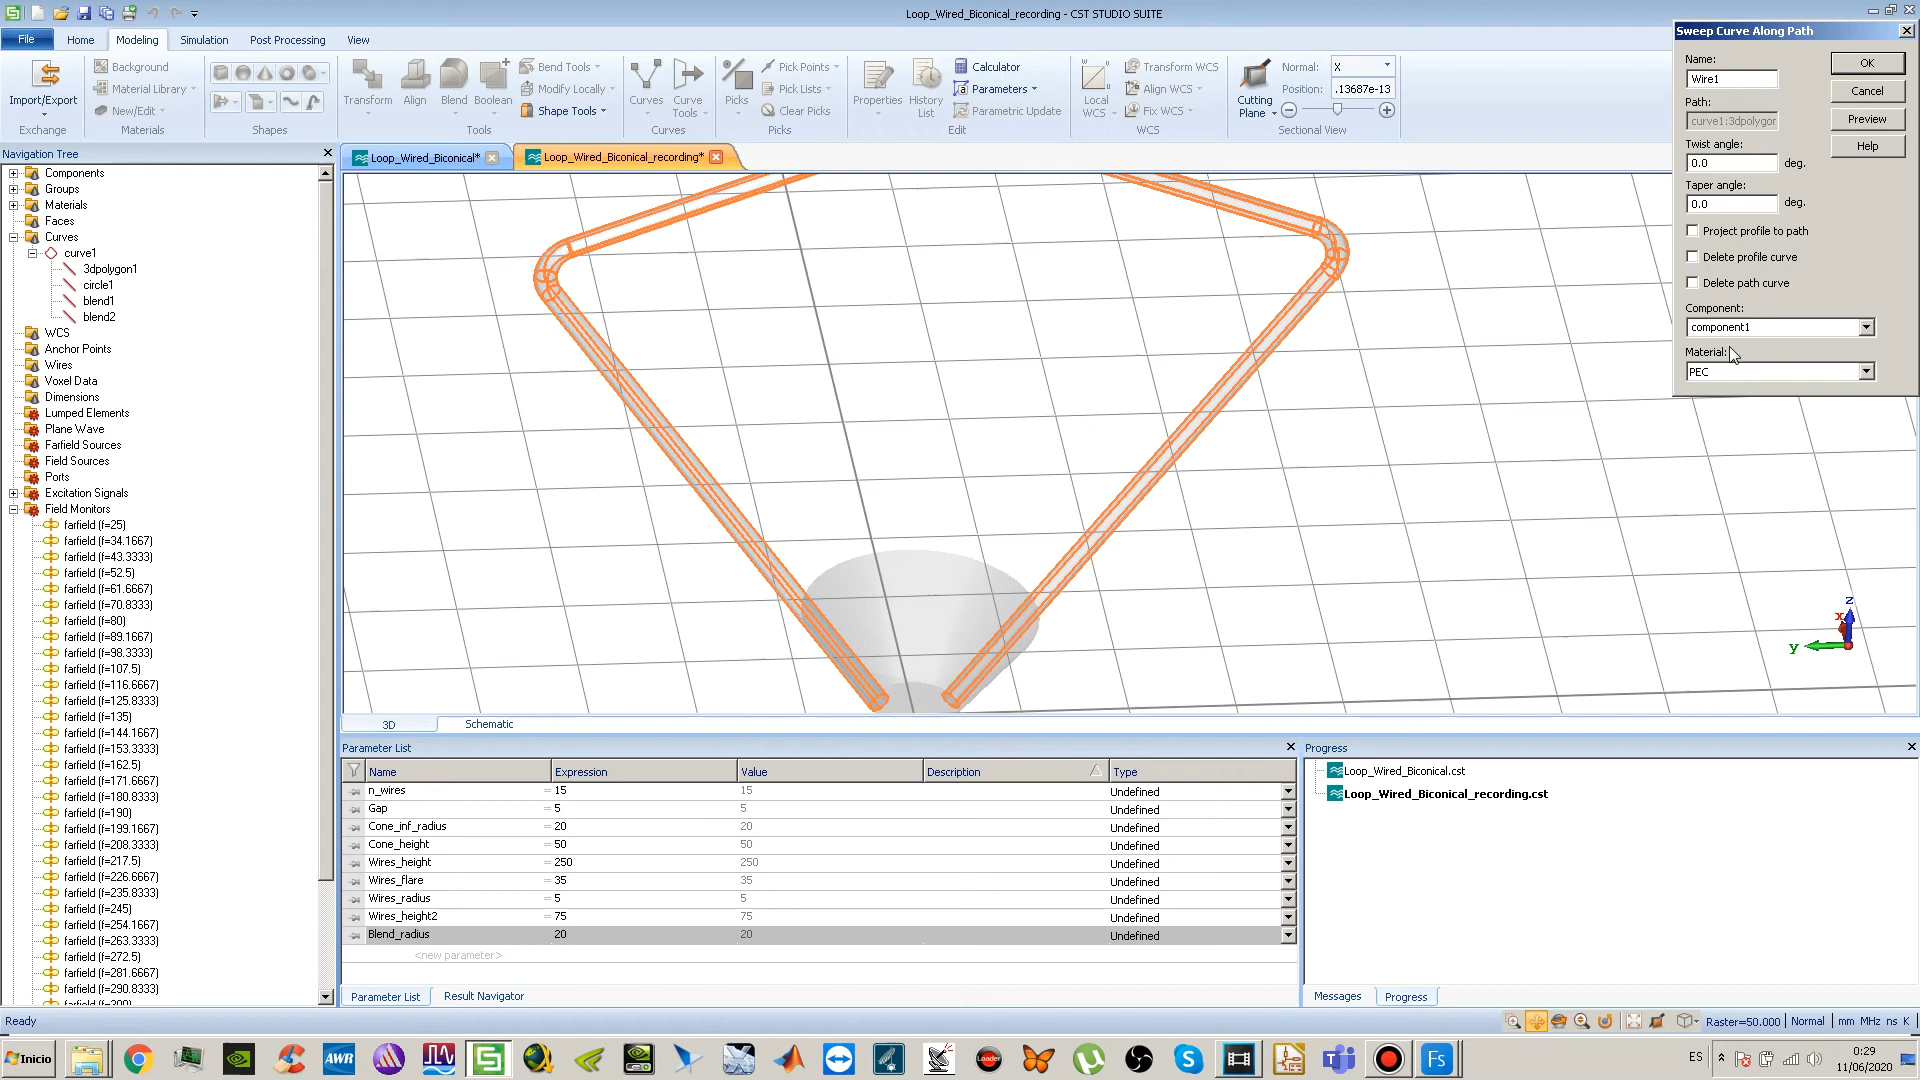 Loop_Wired_Biconical_recording - CST STUDIO SUITE
File
Home
Modeling
Simulation
Post Processing
View
Import/Export
Exchange
Background
Material Library
New/Edit
Materials
Shapes
Transform
Align
Blend
Boolean
Bend Tools
Modify Locally
Shape Tools
Tools
Curves
Curve Tools
Curves
Picks
Pick Points
Pick Lists
Clear Picks
Picks
Properties
History List
Calculator
Parameters
Parametric Update
Edit
Local WCS
Transform WCS
Align WCS
Fix WCS
WCS
Cutting Plane
Normal: X
Position: .13687e-13
Sectional View
Sweep Curve Along Path
Name:
Wire1
Path:
curve1:3dpolygor
Twist angle:
0.0 deg.
Taper angle:
0.0 deg.
Project profile to path
Delete profile curve
Delete path curve
Component:
component1
Material:
PEC
OK
Cancel
Preview
Help
Navigation Tree
Components
Groups
Materials
Faces
Curves
curve1
3dpolygon1
circle1
blend1
blend2
WCS
Anchor Points
Wires
Voxel Data
Dimensions
Lumped Elements
Plane Wave
Farfield Sources
Field Sources
Ports
Excitation Signals
Field Monitors
farfield (f=25)
farfield (f=34.1667)
farfield (f=43.3333)
farfield (f=52.5)
farfield (f=61.6667)
farfield (f=70.8333)
farfield (f=80)
farfield (f=89.1667)
farfield (f=98.3333)
farfield (f=107.5)
farfield (f=116.6667)
farfield (f=125.8333)
farfield (f=135)
farfield (f=144.1667)
farfield (f=153.3333)
farfield (f=162.5)
farfield (f=171.6667)
farfield (f=180.8333)
farfield (f=190)
farfield (f=199.1667)
farfield (f=208.3333)
farfield (f=217.5)
farfield (f=226.6667)
farfield (f=235.8333)
farfield (f=245)
farfield (f=254.1667)
farfield (f=263.3333)
farfield (f=272.5)
farfield (f=281.6667)
farfield (f=290.8333)
farfield (f=300)
Loop_Wired_Biconical*
Loop_Wired_Biconical_recording*
z
x
y
3D
Schematic
Parameter List
Name Expression Value Description Type
n_wires = 15 15 Undefined
Gap = 5 5 Undefined
Cone_inf_radius = 20 20 Undefined
Cone_height = 50 50 Undefined
Wires_height = 250 250 Undefined
Wires_flare = 35 35 Undefined
Wires_radius = 5 5 Undefined
Wires_height2 = 75 75 Undefined
Blend_radius 20 20 Undefined
<new parameter>
Parameter List
Result Navigator
Progress
Loop_Wired_Biconical.cst
Loop_Wired_Biconical_recording.cst
Messages
Progress
Ready
Raster=50.000 Normal mm MHz ns K
Inicio
AWR
Loader
Fs
ES
0:29
11/06/2020